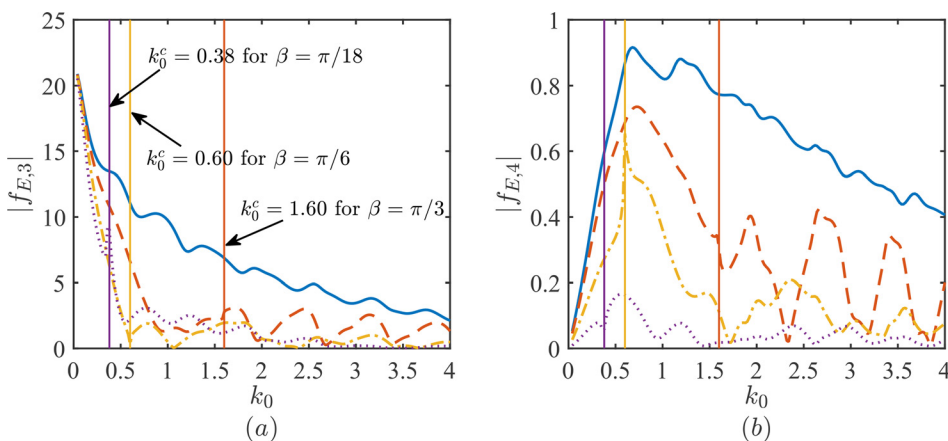 25
20
15
10
5
0
|f_{E,3}|
k_0^c = 0.38 for β = π/18
k_0^c = 0.60 for β = π/6
k_0^c = 1.60 for β = π/3
0 0.5 1 1.5 2 2.5 3 3.5 4
k_0
(a)
1
0.8
0.6
0.4
0.2
0
|f_{E,4}|
0 0.5 1 1.5 2 2.5 3 3.5 4
k_0
(b)